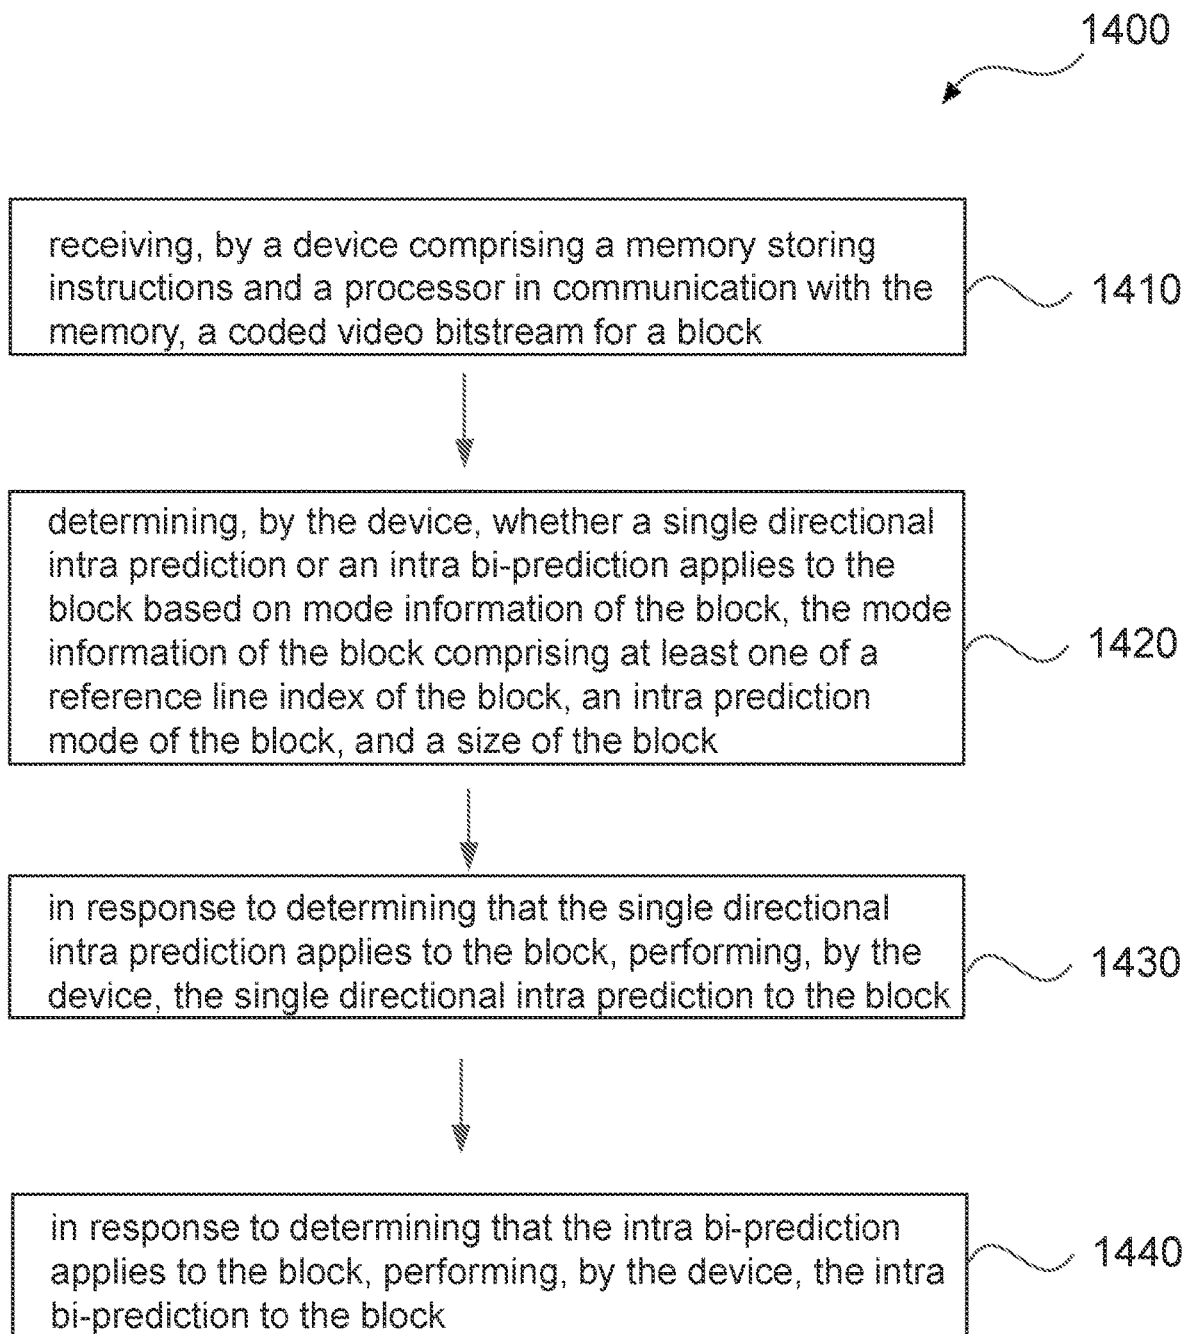 1400
receiving, by a device comprising a memory storing
instructions and a processor in communication with the
memory, a coded video bitstream for a block
1410
determining, by the device, whether a single directional
intra prediction or an intra bi-prediction applies to the
block based on mode information of the block, the mode
information of the block comprising at least one of a
reference line index of the block, an intra prediction
mode of the block, and a size of the block
1420
in response to determining that the single directional
intra prediction applies to the block, performing, by the
device, the single directional intra prediction to the block
1430
in response to determining that the intra bi-prediction
applies to the block, performing, by the device, the intra
bi-prediction to the block
1440